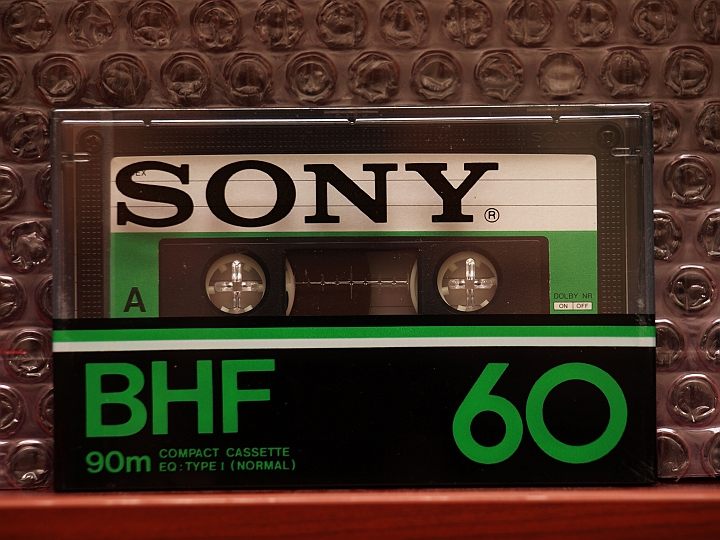 SONY®
A
DOLBY NR
ON OFF
BHF 60
90m COMPACT CASSETTE
EQ:TYPE I (NORMAL)